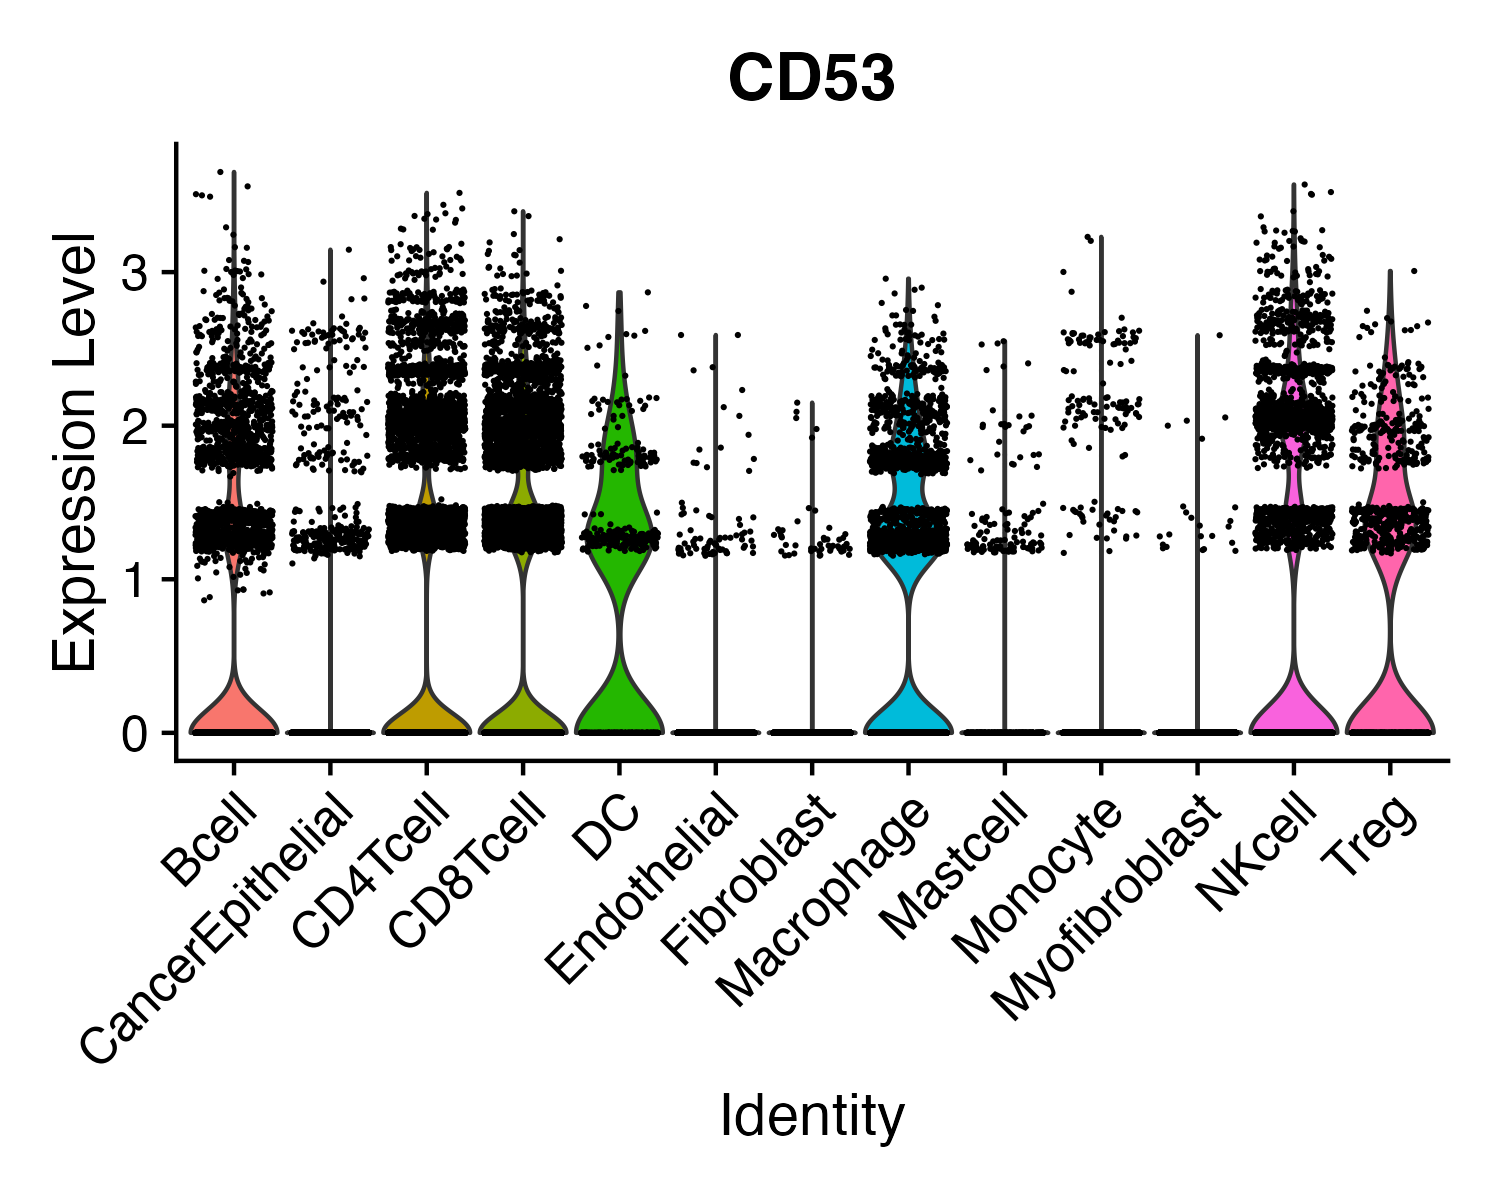 CD53
Expression Level
3
2
1
0
Bcell
CancerEpithelial
CD4Tcell
CD8Tcell
DC
Endothelial
Fibroblast
Macrophage
Mastcell
Monocyte
Myofibroblast
NKcell
Treg
Identity